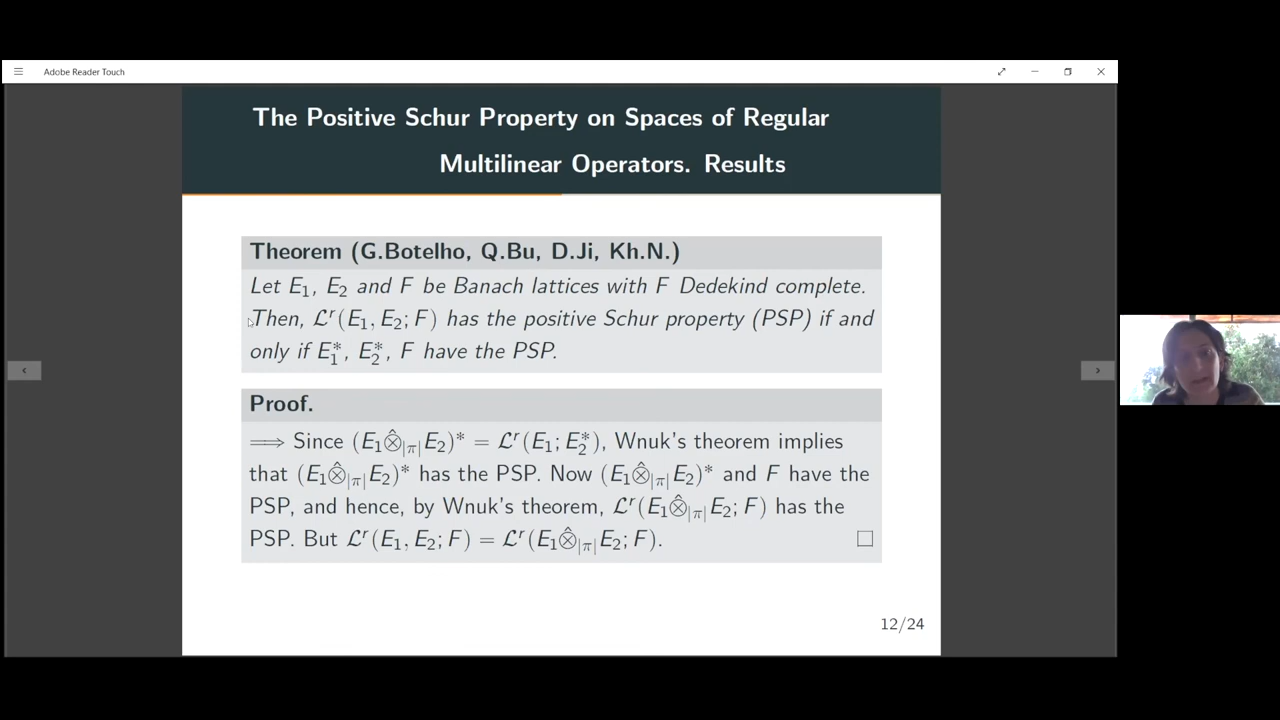 Adobe Reader Touch
The Positive Schur Property on Spaces of Regular
Multilinear Operators. Results
Theorem (G.Botelho, Q.Bu, D.Ji, Kh.N.)
Let E₁, E₂ and F be Banach lattices with F Dedekind complete.
Then, 𝓛ʳ(E₁, E₂; F) has the positive Schur property (PSP) if and
only if E₁*, E₂*, F have the PSP.
Proof.
⟹ Since (E₁⊗̂_{|π|}E₂)* = 𝓛ʳ(E₁; E₂*), Wnuk's theorem implies
that (E₁⊗̂_{|π|}E₂)* has the PSP. Now (E₁⊗̂_{|π|}E₂)* and F have the
PSP, and hence, by Wnuk's theorem, 𝓛ʳ(E₁⊗̂_{|π|}E₂; F) has the
PSP. But 𝓛ʳ(E₁, E₂; F) = 𝓛ʳ(E₁⊗̂_{|π|}E₂; F). □
12/24